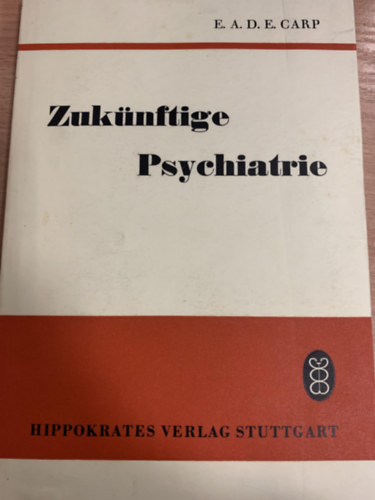 E. A. D. E. CARP
Zukünftige
Psychiatrie
HIPPOKRATES VERLAG STUTTGART